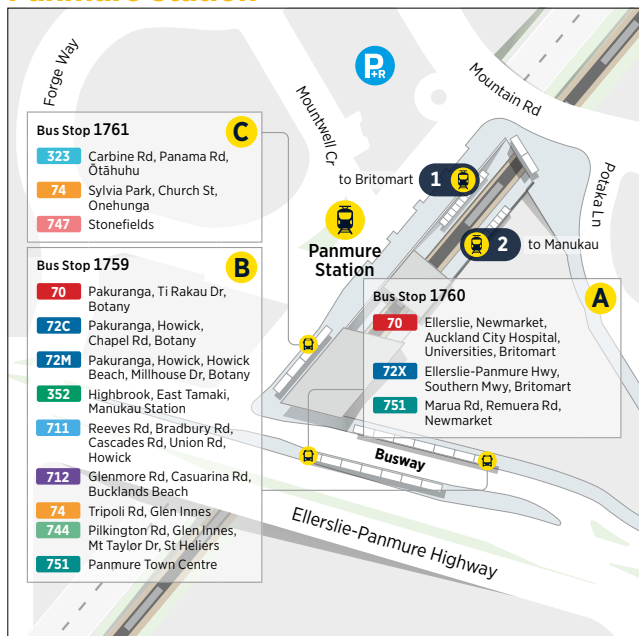 Forge Way
P+R
Mountain Rd
Mountwell Cr
Potaka Ln
Bus Stop 1761
C
323 Carbine Rd, Panama Rd,
Ōtāhuhu
74 Sylvia Park, Church St,
Onehunga
747 Stonefields
to Britomart 1
2 to Manukau
Panmure
Station
Bus Stop 1759
B
70 Pakuranga, Ti Rakau Dr,
Botany
72C Pakuranga, Howick,
Chapel Rd, Botany
72M Pakuranga, Howick, Howick
Beach, Millhouse Dr, Botany
352 Highbrook, East Tamaki,
Manukau Station
711 Reeves Rd, Bradbury Rd,
Cascades Rd, Union Rd,
Howick
712 Glenmore Rd, Casuarina Rd,
Bucklands Beach
74 Tripoli Rd, Glen Innes
744 Pilkington Rd, Glen Innes,
Mt Taylor Dr, St Heliers
751 Panmure Town Centre
Bus Stop 1760
A
70 Ellerslie, Newmarket,
Auckland City Hospital,
Universities, Britomart
72X Ellerslie-Panmure Hwy,
Southern Mwy, Britomart
751 Marua Rd, Remuera Rd,
Newmarket
Busway
Ellerslie-Panmure Highway